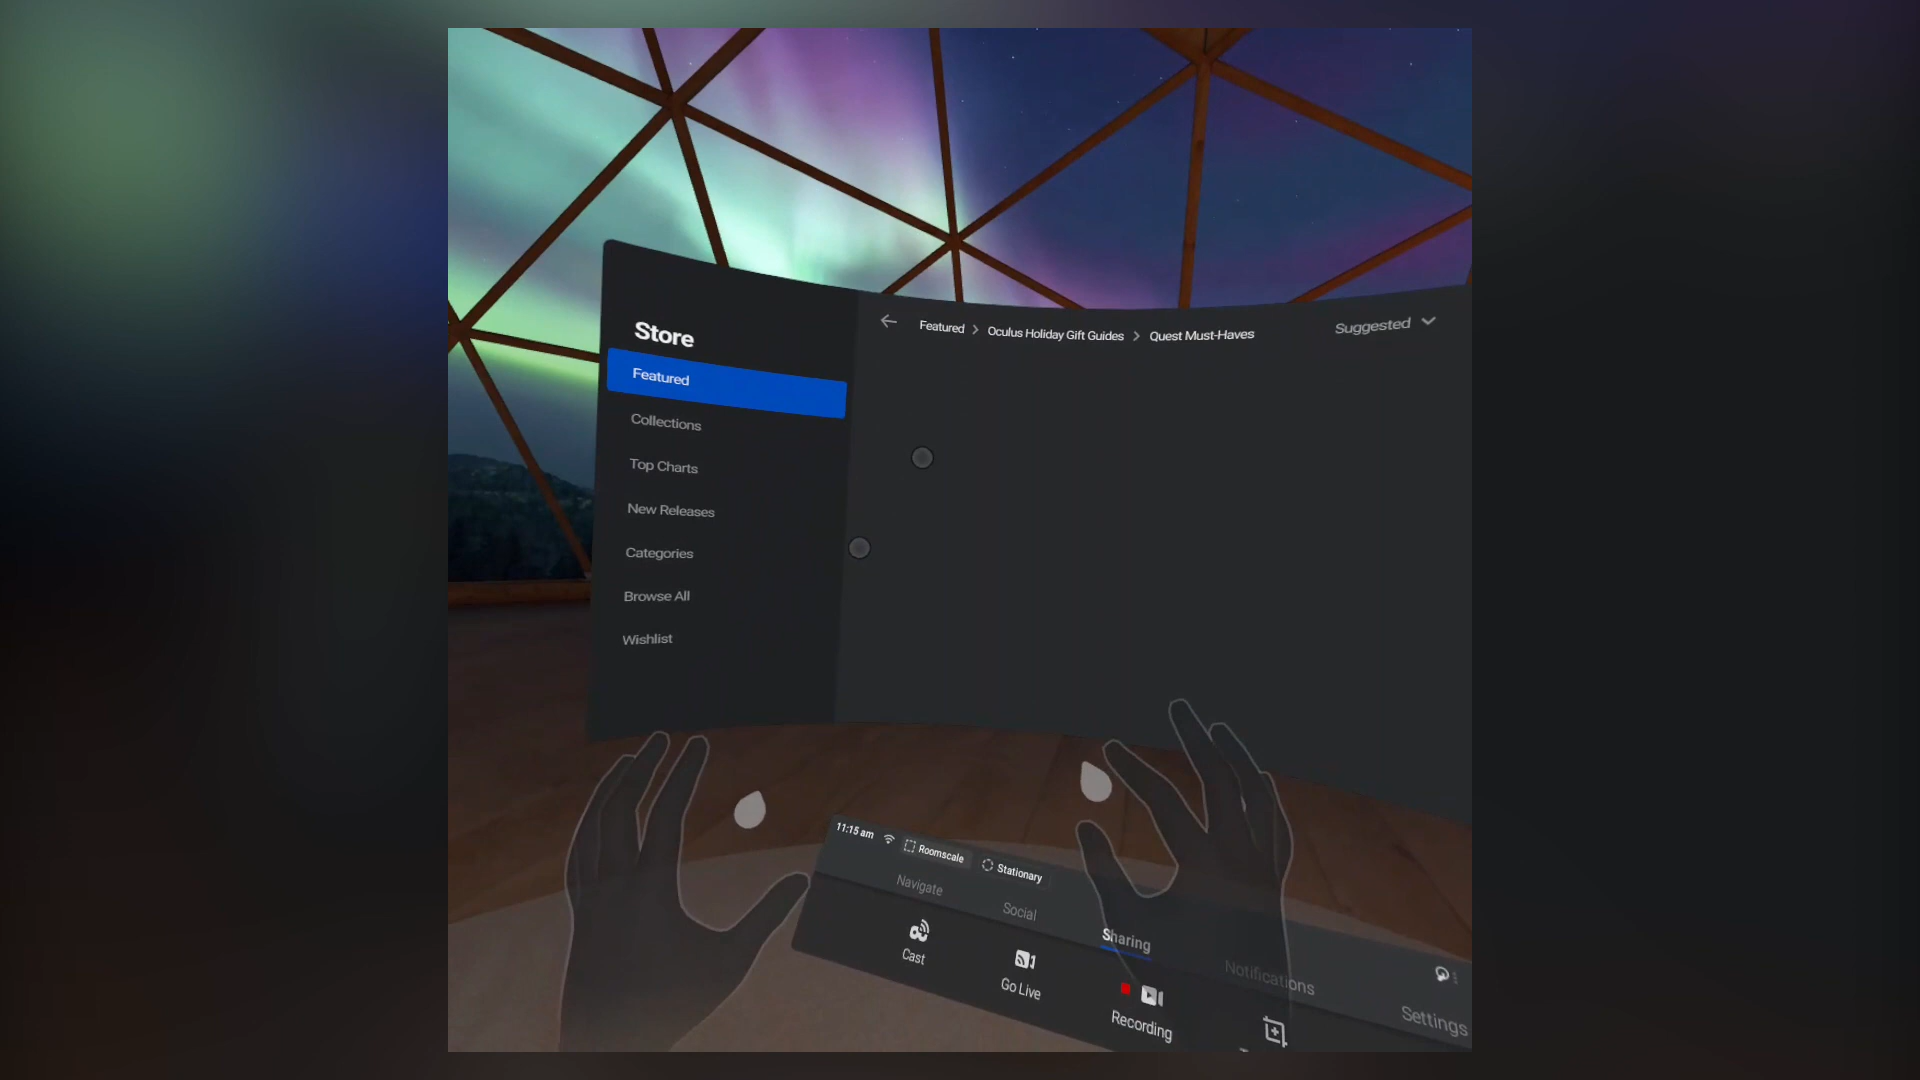 Store
Featured
Collections
Top Charts
New Releases
Categories
Browse All
Wishlist
Featured > Oculus Holiday Gift Guides > Quest Must-Haves
Suggested
11:15 am Roomscale Stationary
Navigate Social Sharing Notifications Settings
Cast Go Live Recording